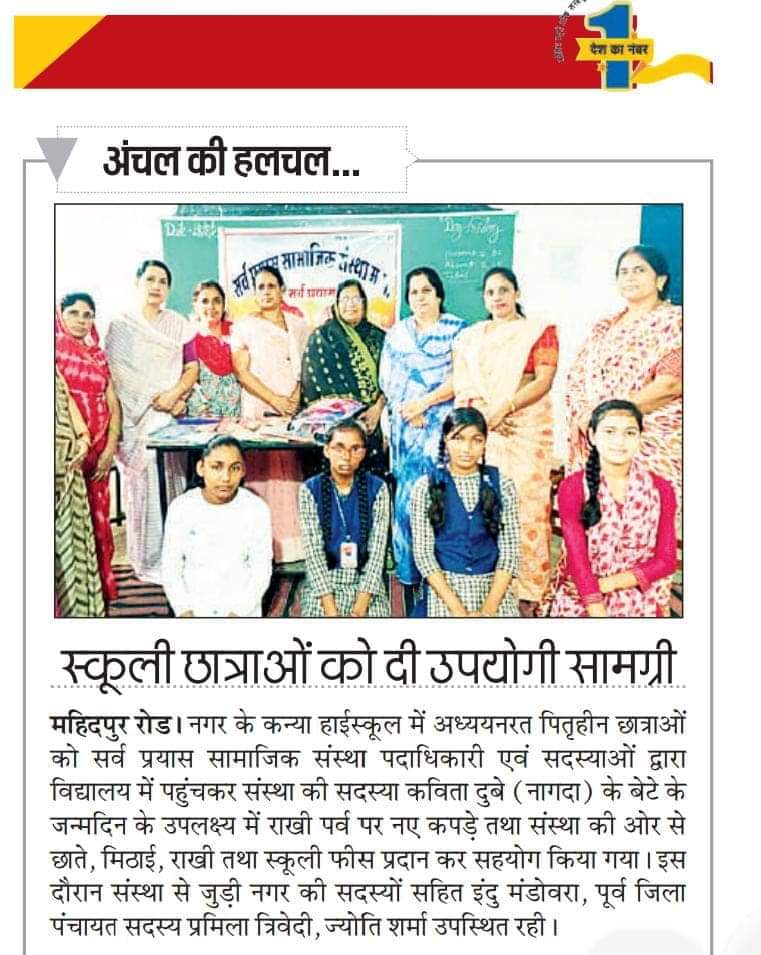 देश का नंबर
1
अंचल की हलचल...
सर्व प्रयास सामाजिक संस्था म
सर्व प्रयास
स्कूली छात्राओं को दी उपयोगी सामग्री
महिदपुर रोड। नगर के कन्या हाईस्कूल में अध्ययनरत पितृहीन छात्राओं
को सर्व प्रयास सामाजिक संस्था पदाधिकारी एवं सदस्याओं द्वारा
विद्यालय में पहुंचकर संस्था की सदस्या कविता दुबे (नागदा) के बेटे के
जन्मदिन के उपलक्ष्य में राखी पर्व पर नए कपड़े तथा संस्था की ओर से
छाते, मिठाई, राखी तथा स्कूली फीस प्रदान कर सहयोग किया गया। इस
दौरान संस्था से जुड़ी नगर की सदस्यों सहित इंदु मंडोवरा, पूर्व जिला
पंचायत सदस्य प्रमिला त्रिवेदी, ज्योति शर्मा उपस्थित रही।